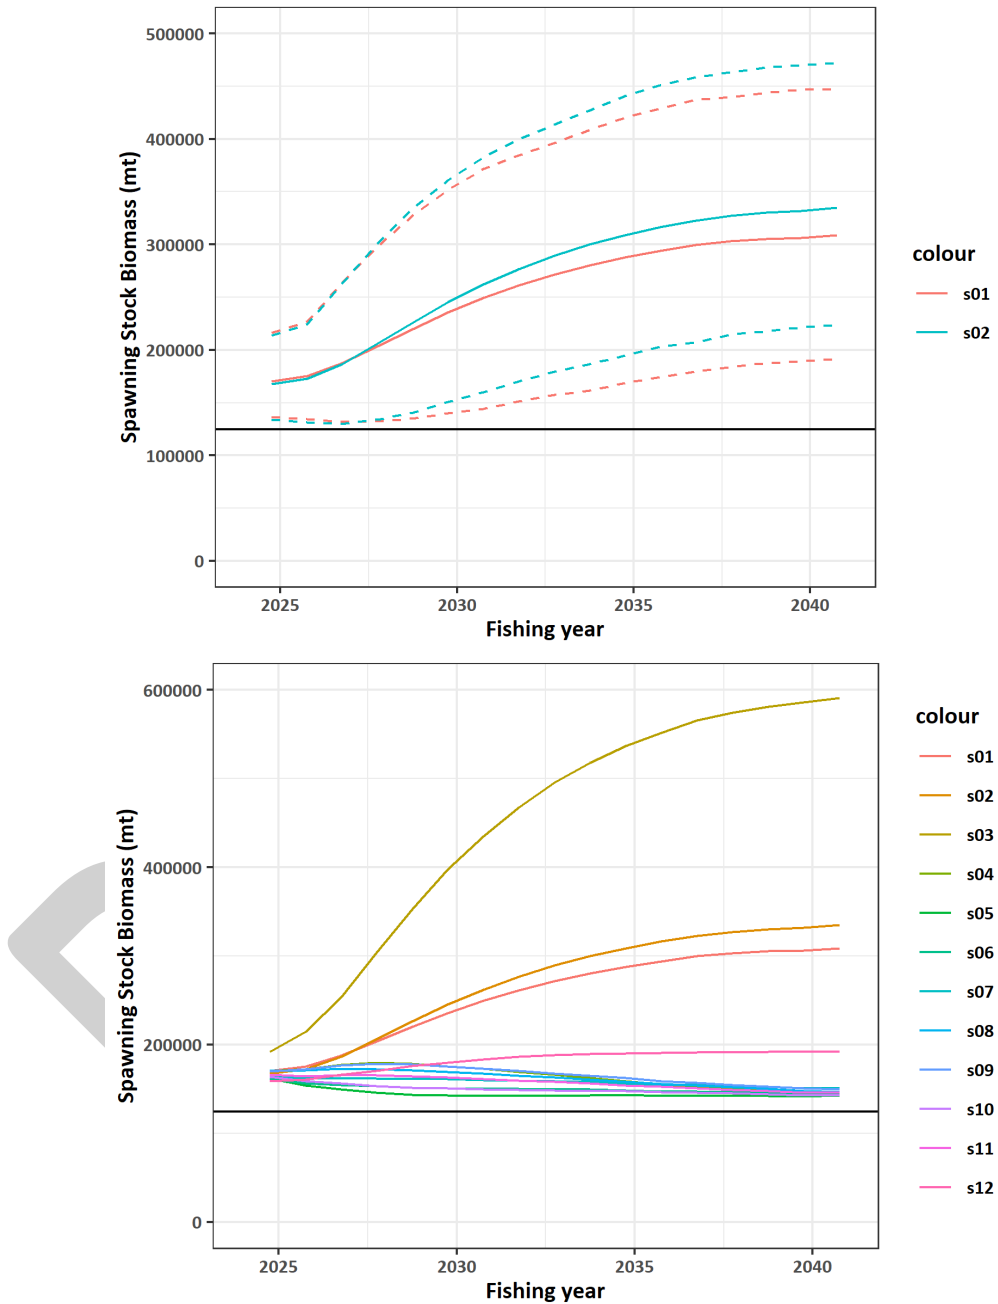 500000
400000
300000
200000
100000
0
Spawning Stock Biomass (mt)
2025 2030 2035 2040
Fishing year
colour
s01
s02
600000
400000
200000
0
Spawning Stock Biomass (mt)
2025 2030 2035 2040
Fishing year
colour
s01
s02
s03
s04
s05
s06
s07
s08
s09
s10
s11
s12